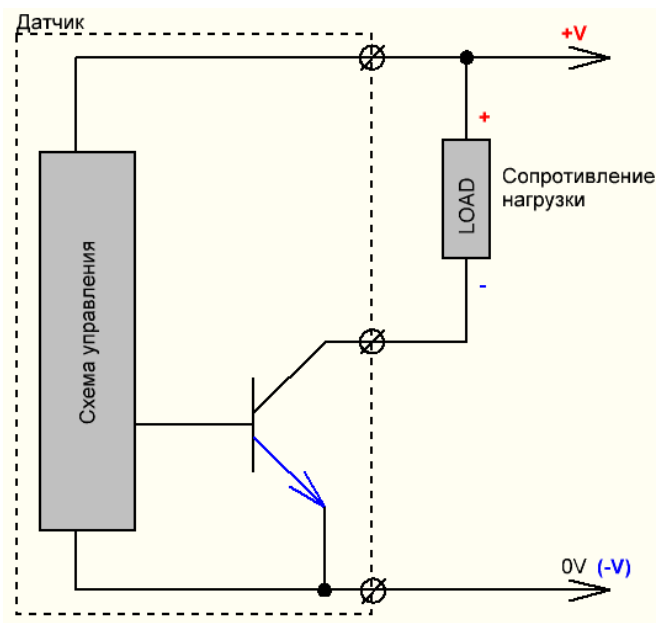 Датчик
+V
+
Сопротивление
нагрузки
LOAD
-
Схема управления
0V (-V)